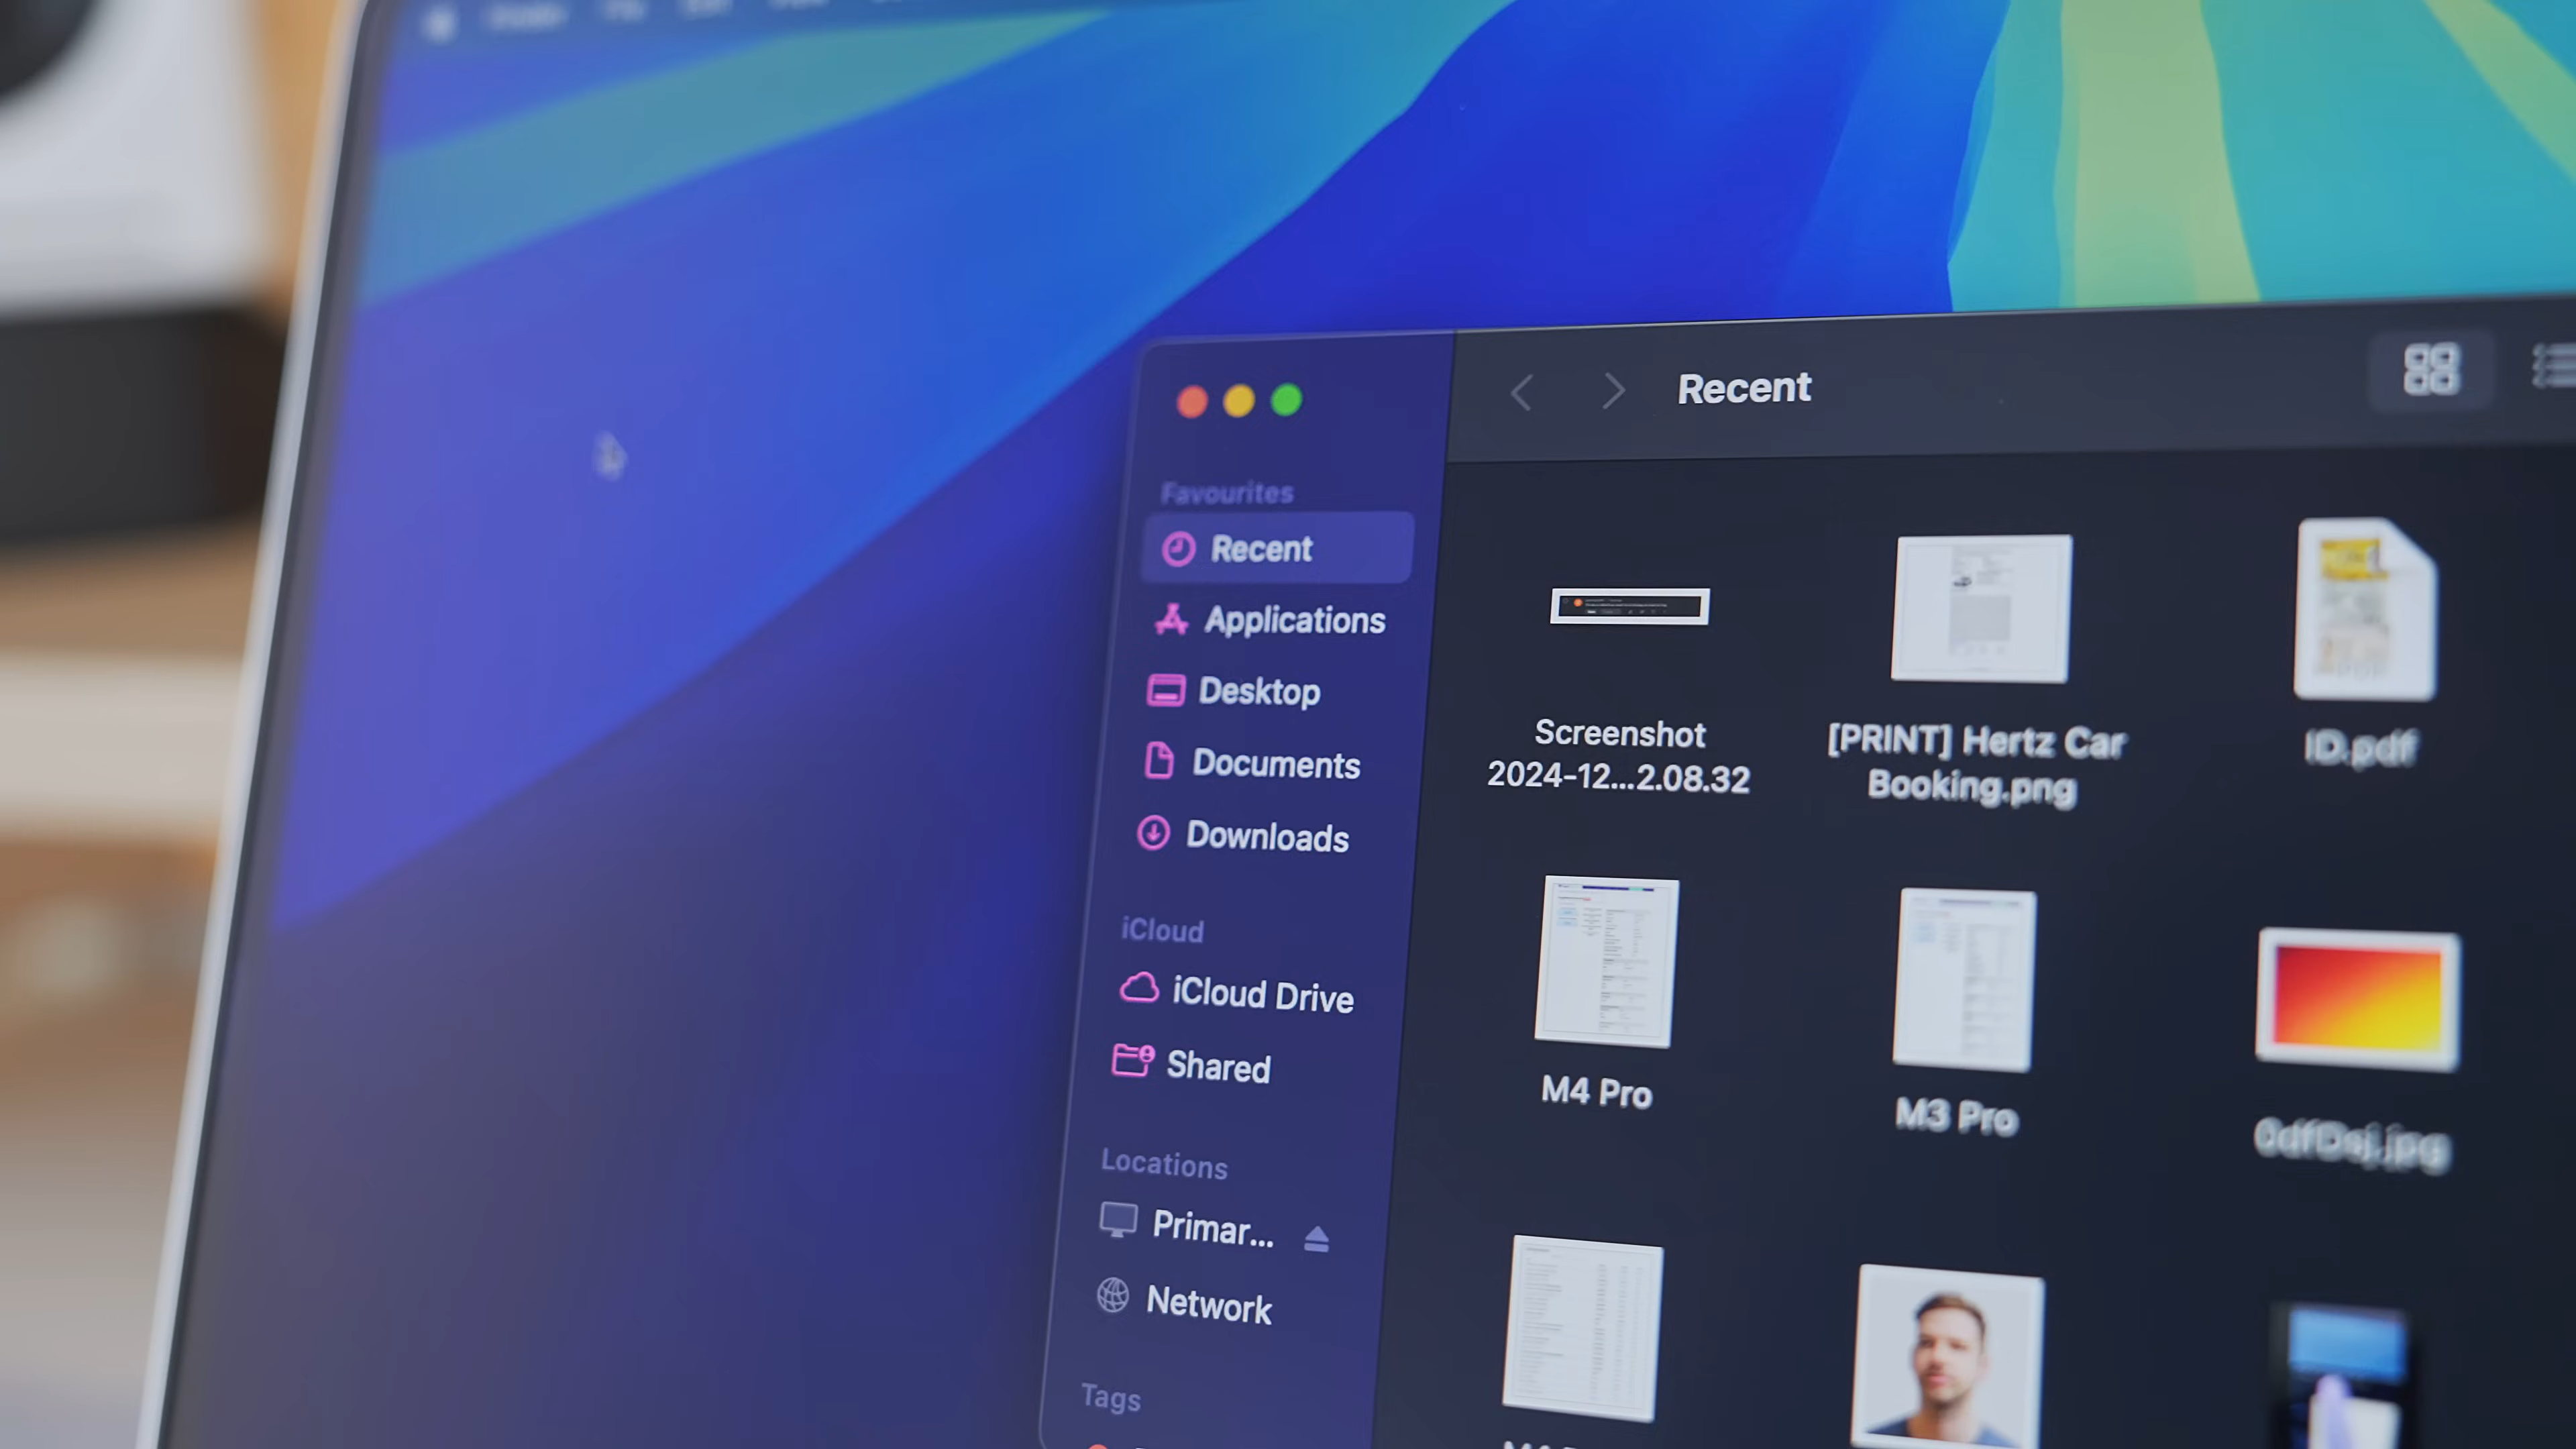 Finder
Recent
Favourites
Recent
Applications
Desktop
Documents
Downloads
iCloud
iCloud Drive
Shared
Locations
Primar...
Network
Tags
Screenshot
2024-12...2.08.32
[PRINT] Hertz Car
Booking.png
ID.pdf
M4 Pro
M3 Pro